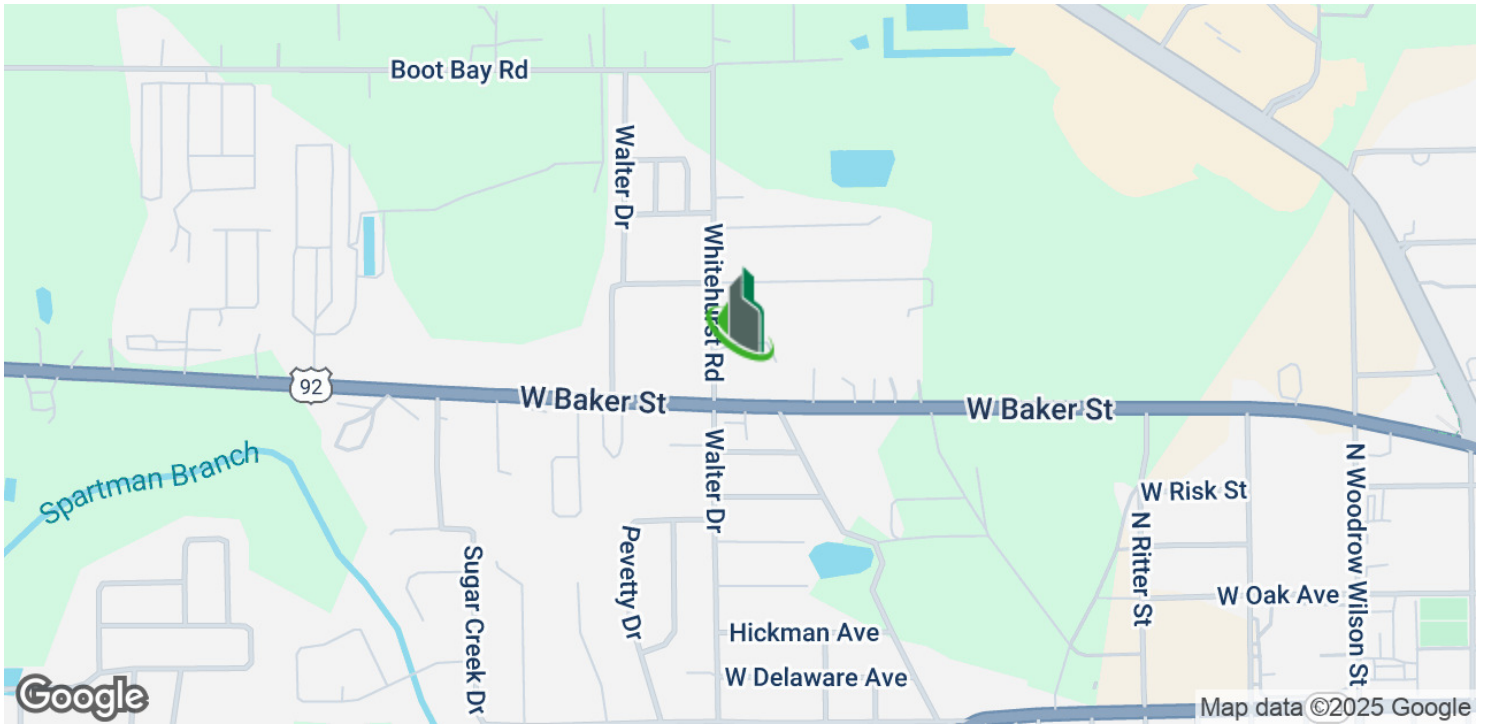 Boot Bay Rd
Walter Dr
Whitehurst Rd
92
W Baker St
W Baker St
Spartman Branch
Walter Dr
N Woodrow Wilson St
W Risk St
N Ritter St
Pevetty Dr
Sugar Creek Dr
W Oak Ave
Hickman Ave
W Delaware Ave
Google
Map data ©2025 Google